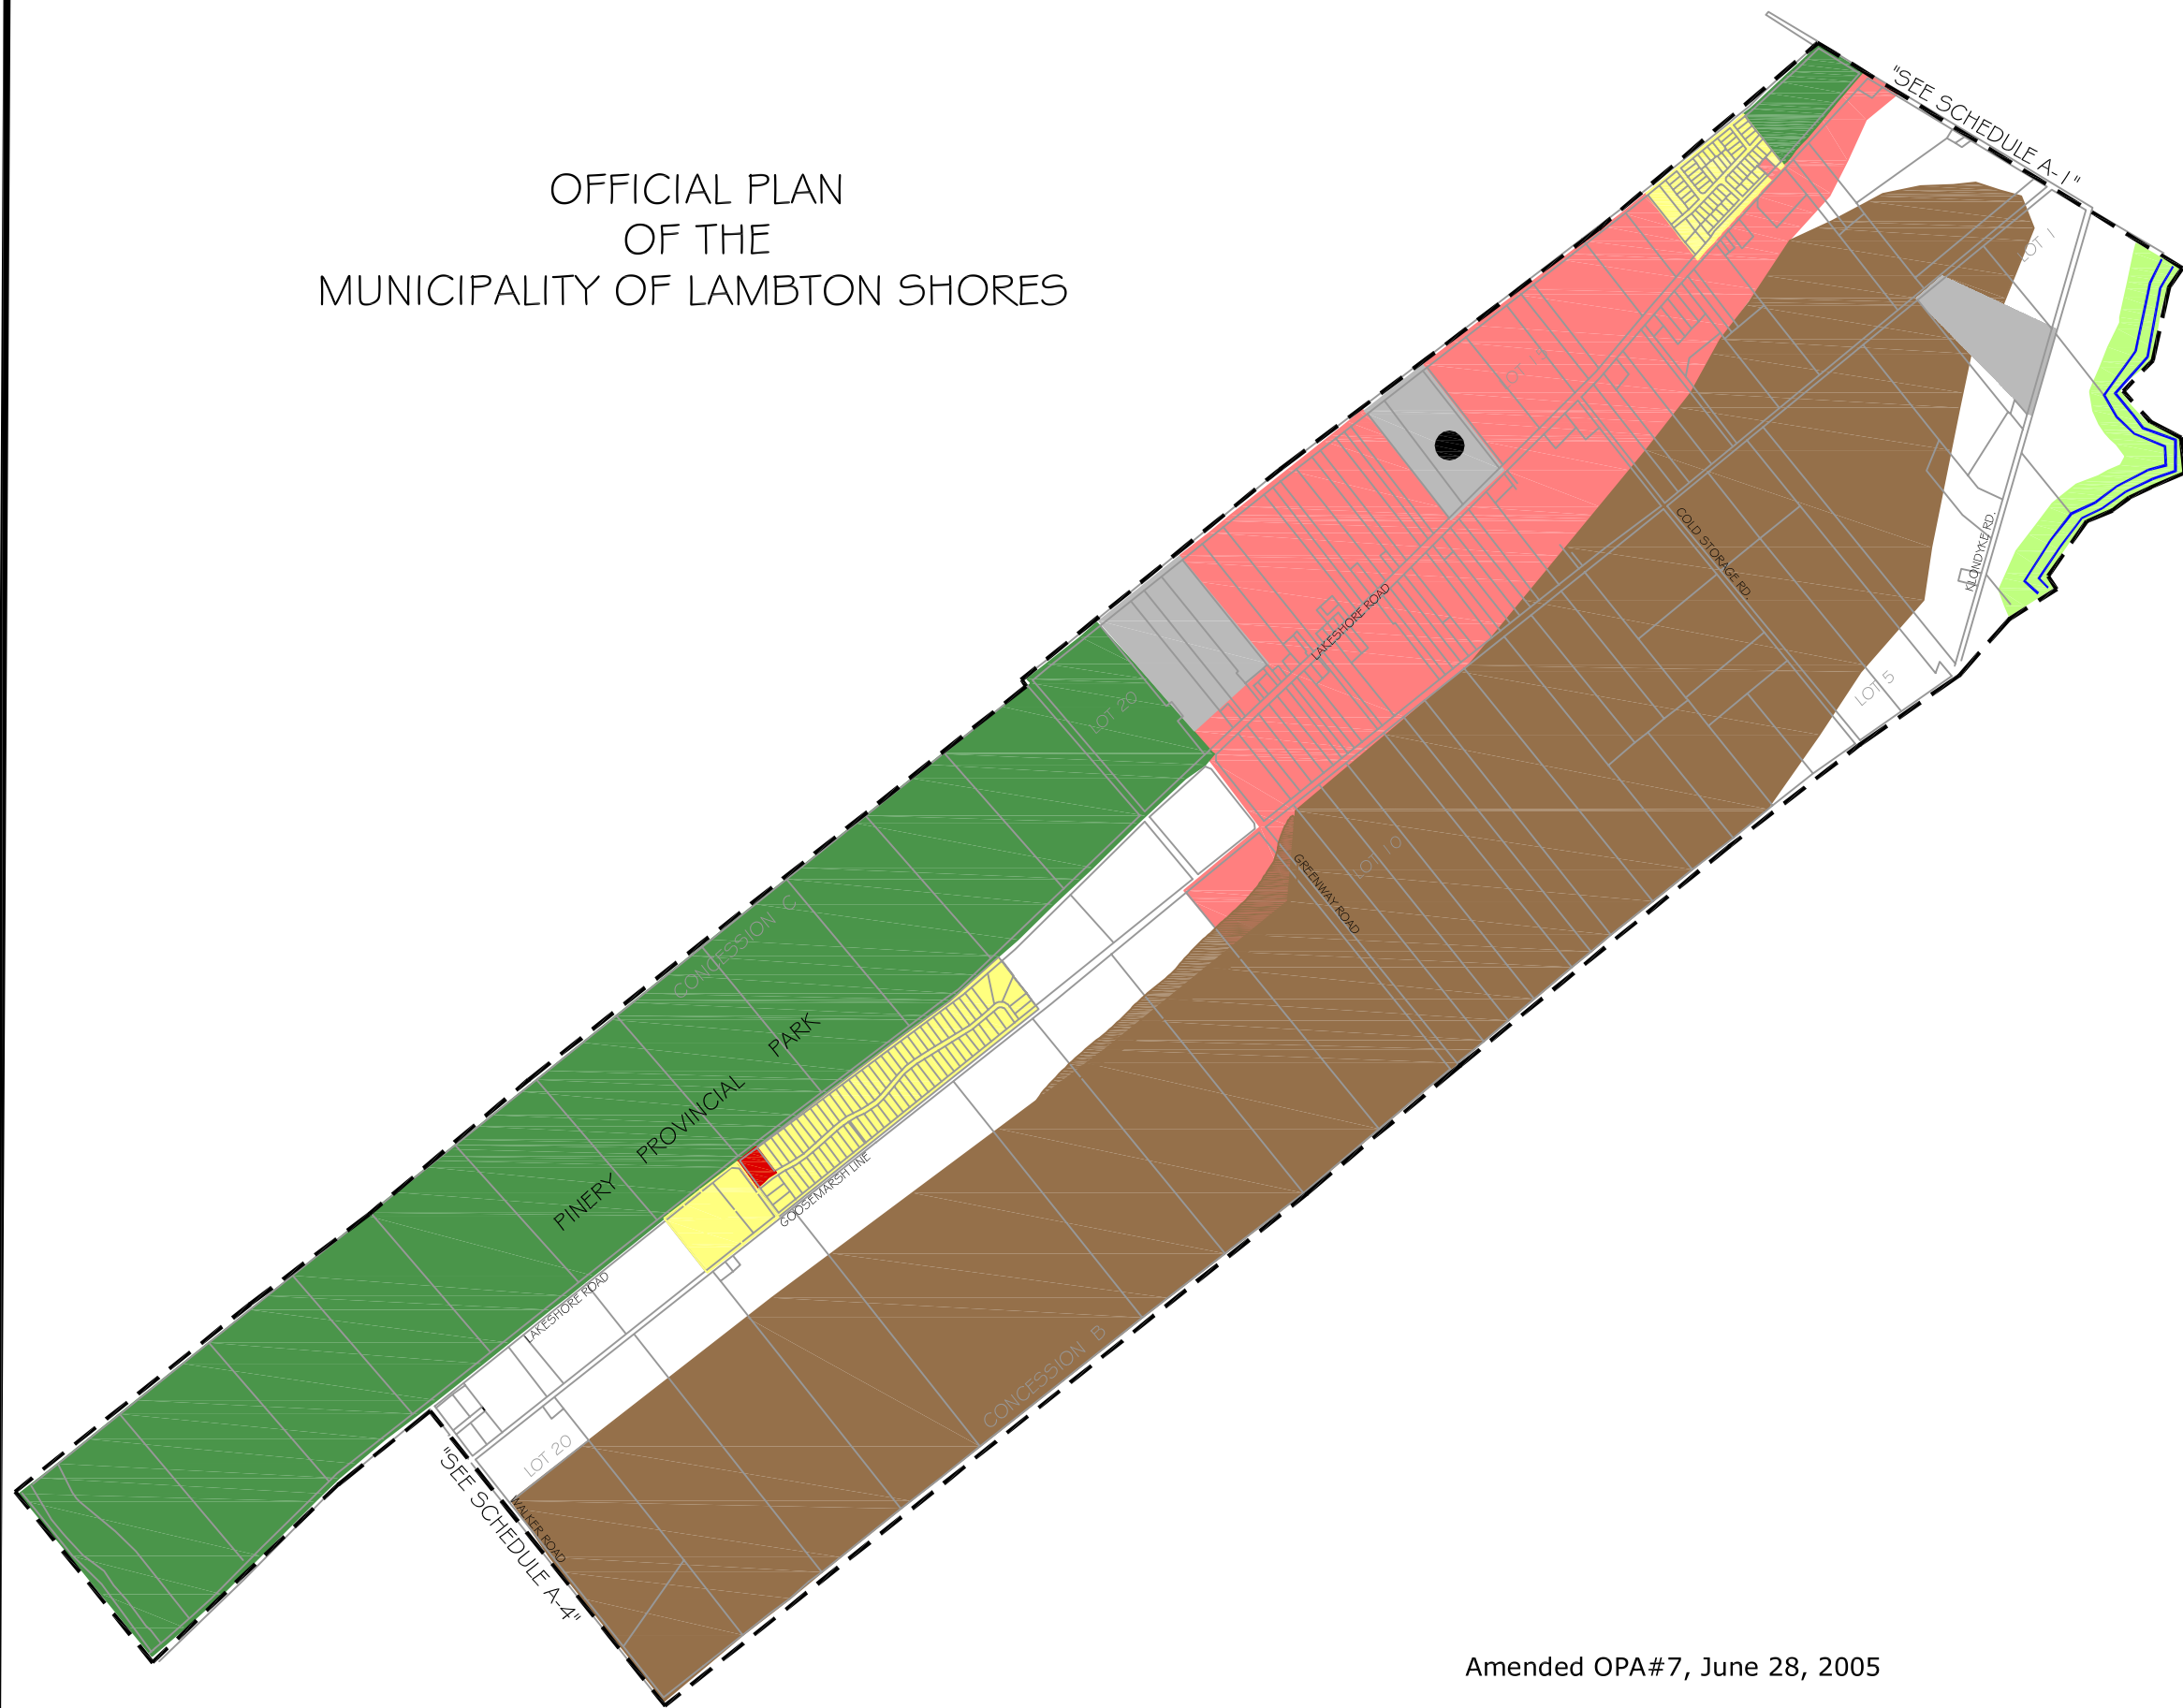 OFFICIAL PLAN
OF THE
MUNICIPALITY OF LAMBTON SHORES
"SEE SCHEDULE A-1"
LOT 1
COLD STORAGE RD.
KLONDYKE RD.
LAKESHORE ROAD
LOT 5
LOT 20
LOT 10
GREENWAY ROAD
CONCESSION C
PINERY PROVINCIAL PARK
GOOSEMARSH LINE
LAKESHORE ROAD
CONCESSION B
LOT 20
"SEE SCHEDULE A-4"
WALKER ROAD
Amended OPA#7, June 28, 2005